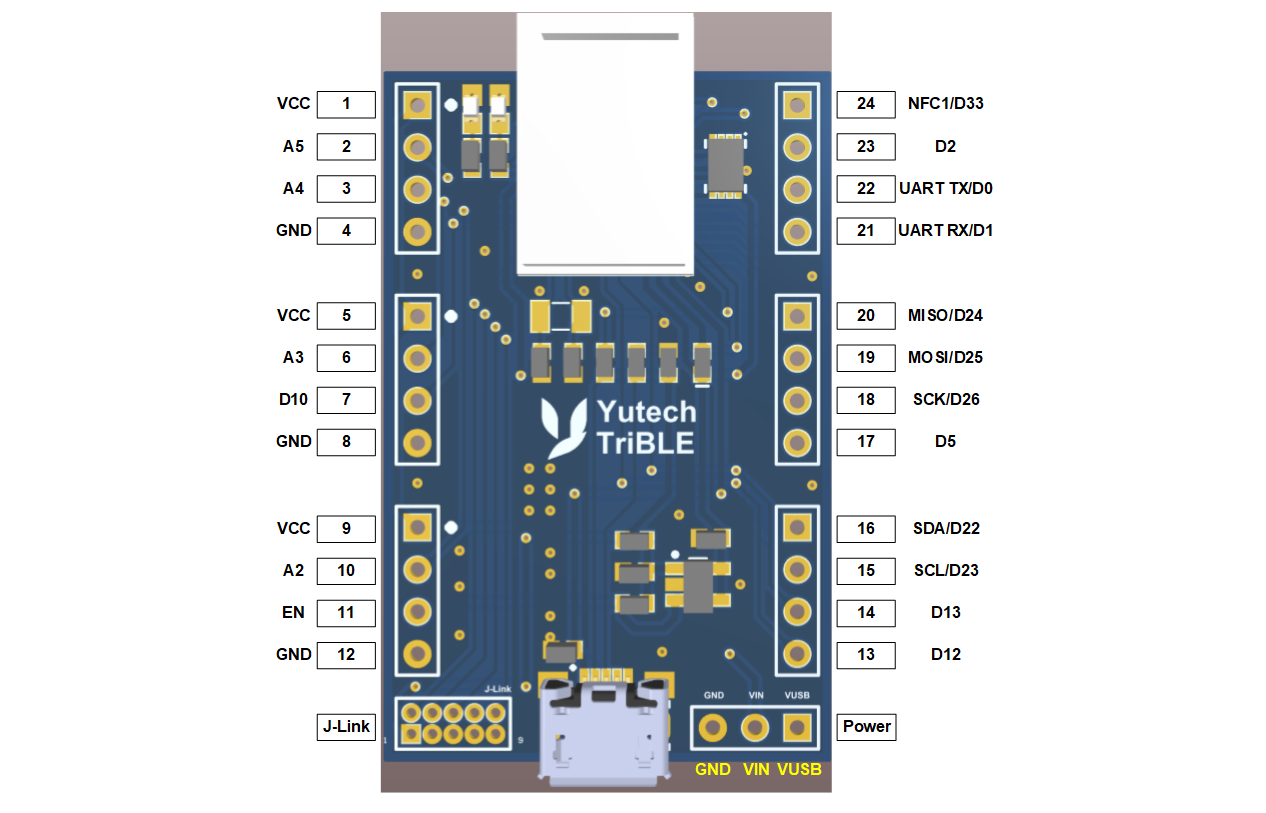 VCC 1
A5 2
A4 3
GND 4
VCC 5
A3 6
D10 7
GND 8
VCC 9
A2 10
EN 11
GND 12
J-Link
24 NFC1/D33
23 D2
22 UART TX/D0
21 UART RX/D1
20 MISO/D24
19 MOSI/D25
18 SCK/D26
17 D5
16 SDA/D22
15 SCL/D23
14 D13
13 D12
Power
Yutech
TriBLE
J-Link
1 9
GND VIN VUSB
GND VIN VUSB